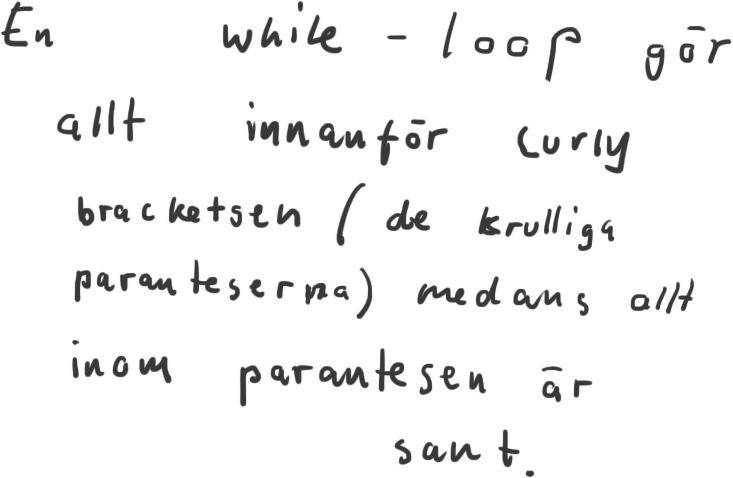 En while - loop gör
allt innanför curly
bracketsen (de krulliga
paranteserna) medans allt
inom parantesen är
sant.